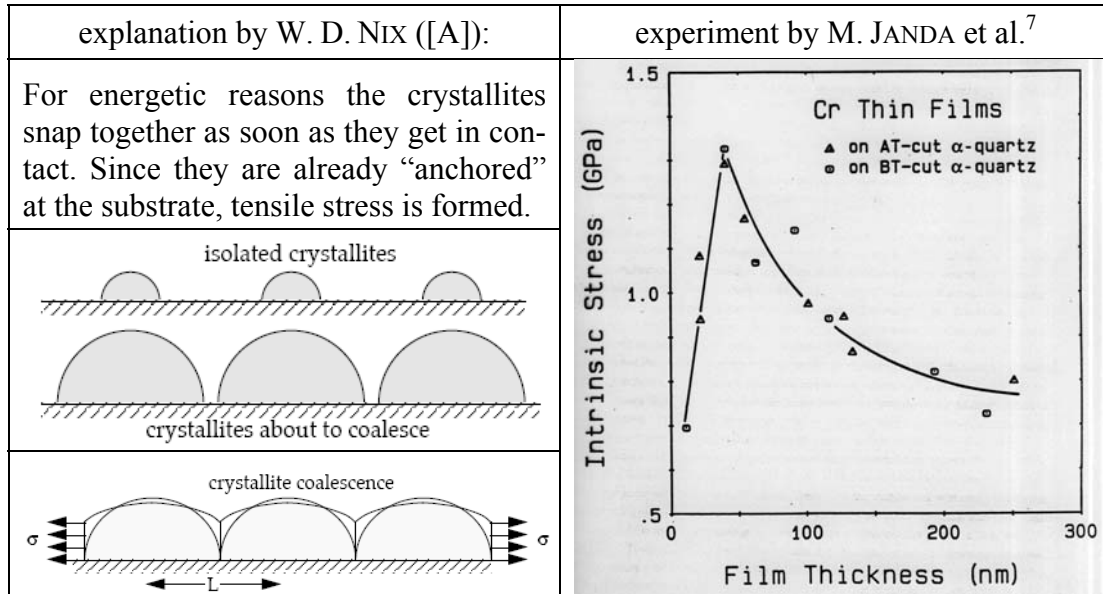 explanation by W. D. NIX ([A]):
For energetic reasons the crystallites
snap together as soon as they get in con-
tact. Since they are already “anchored”
at the substrate, tensile stress is formed.
isolated crystallites
crystallites about to coalesce
crystallite coalescence
σ
σ
L
experiment by M. JANDA et al.7
1.5
Cr Thin Films
on AT-cut α-quartz
on BT-cut α-quartz
Intrinsic Stress (GPa)
1.0
.5
0
100
200
300
Film Thickness (nm)